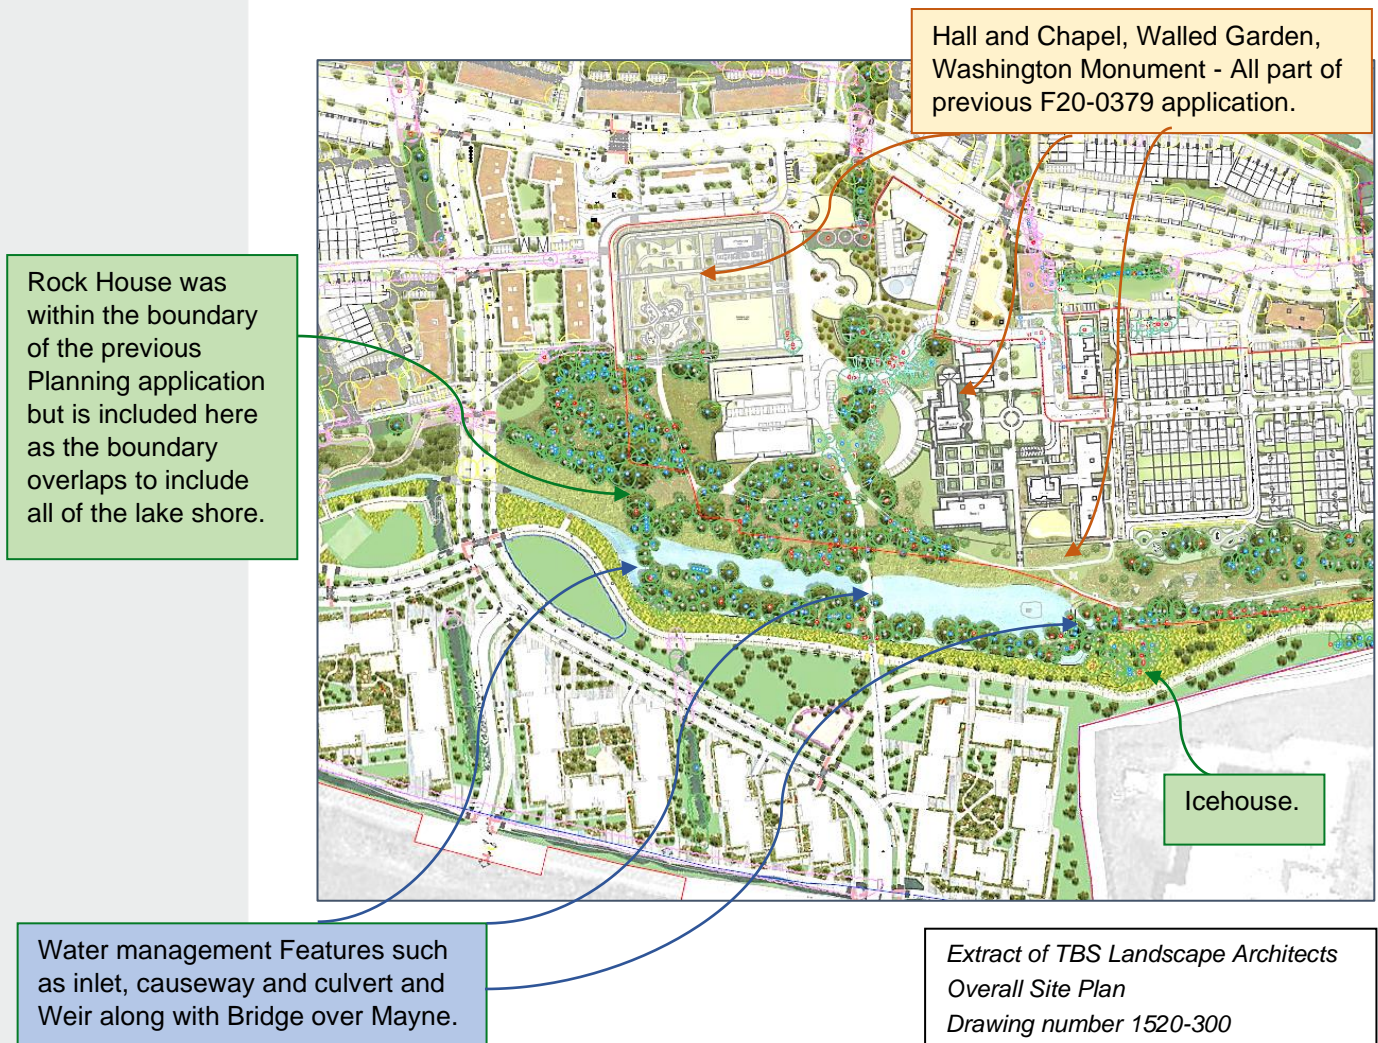 Hall and Chapel, Walled Garden,
Washington Monument - All part of
previous F20-0379 application.
Rock House was
within the boundary
of the previous
Planning application
but is included here
as the boundary
overlaps to include
all of the lake shore.
Icehouse.
Water management Features such
as inlet, causeway and culvert and
Weir along with Bridge over Mayne.
Extract of TBS Landscape Architects
Overall Site Plan
Drawing number 1520-300